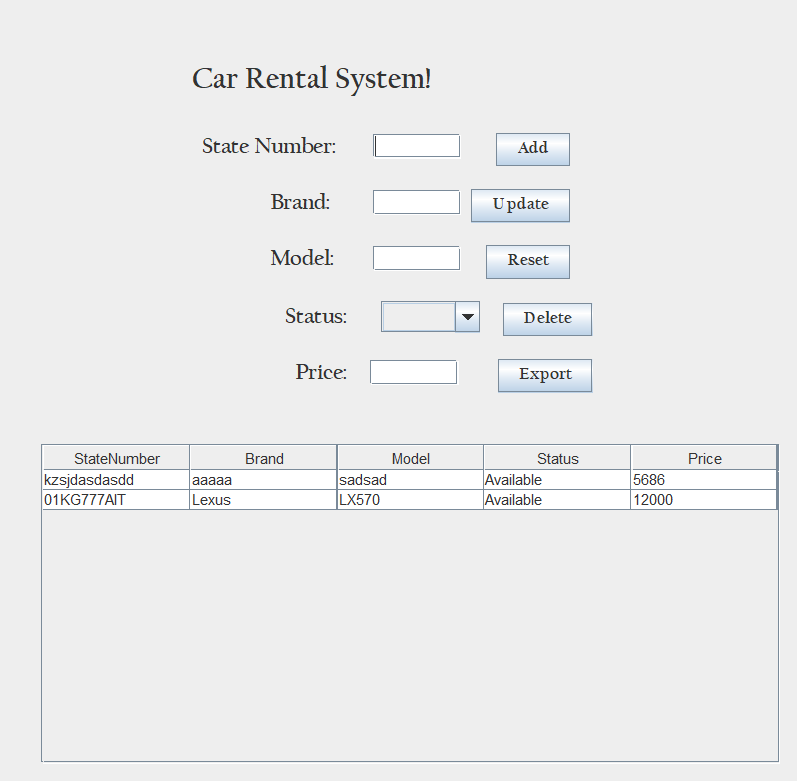 Car Rental System!
State Number: Add
Brand: Update
Model: Reset
Status: Delete
Price: Export
StateNumber Brand Model Status Price
kzsjdasdasdd aaaaa sadsad Available 5686
01KG777AIT Lexus LX570 Available 12000